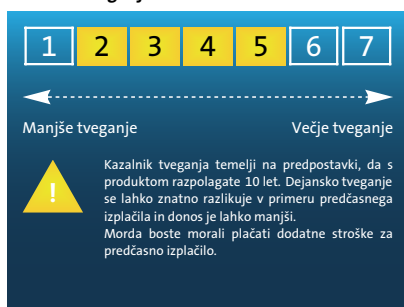 1 2 3 4 5 6 7
Manjše tveganje Večje tveganje
! Kazalnik tveganja temelji na predpostavki, da s
produktom razpolagate 10 let. Dejansko tveganje
se lahko znatno razlikuje v primeru predčasnega
izplačila in donos je lahko manjši.
Morda boste morali plačati dodatne stroške za
predčasno izplačilo.